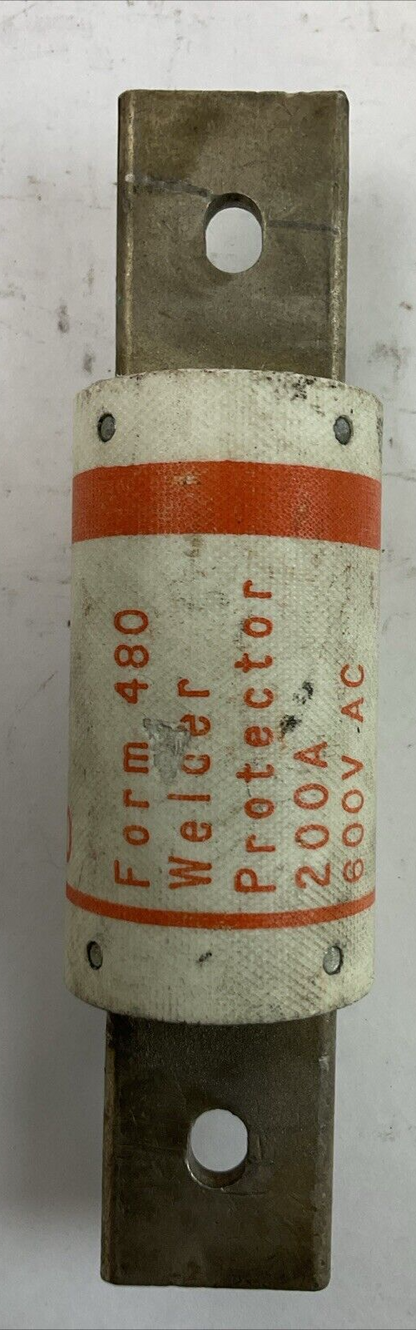 Form 480
Welder
Protector
200A
600V AC